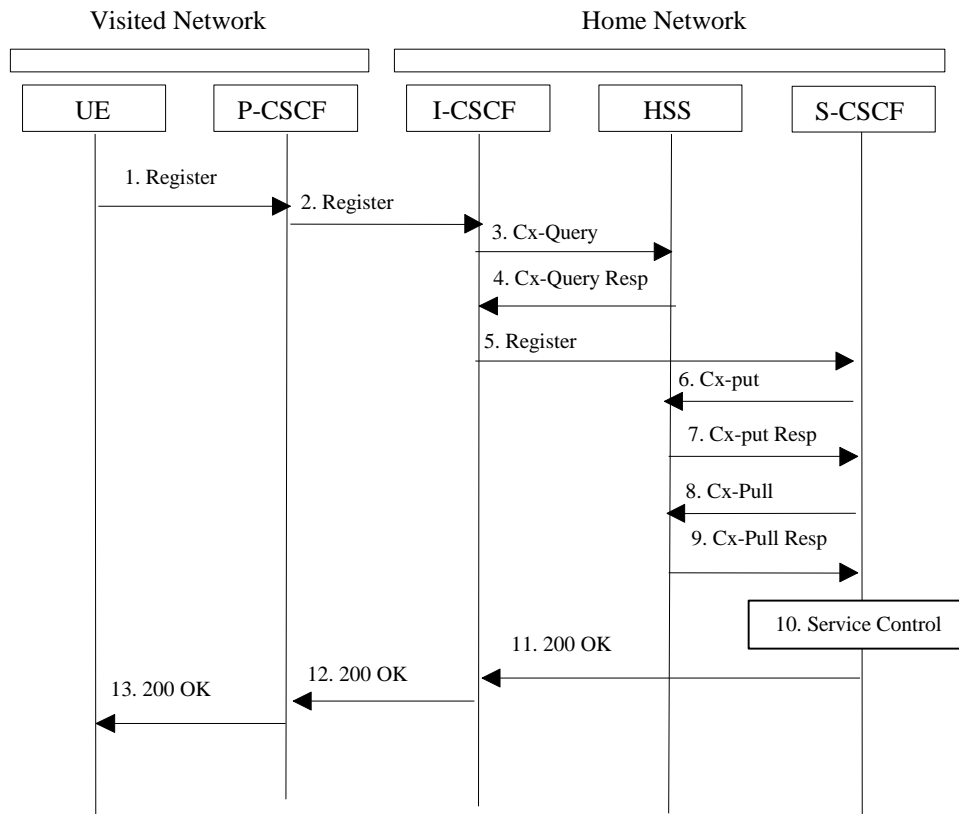 Visited Network
Home Network
UE
P-CSCF
I-CSCF
HSS
S-CSCF
1. Register
2. Register
3. Cx-Query
4. Cx-Query Resp
5. Register
6. Cx-put
7. Cx-put Resp
8. Cx-Pull
9. Cx-Pull Resp
10. Service Control
11. 200 OK
12. 200 OK
13. 200 OK